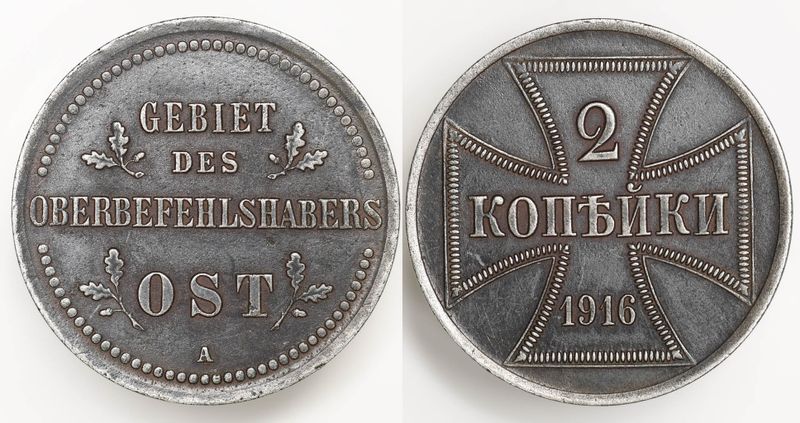 GEBIET
DES
OBERBEFEHLSHABERS
OST
A
2
КОПѢЙКИ
1916